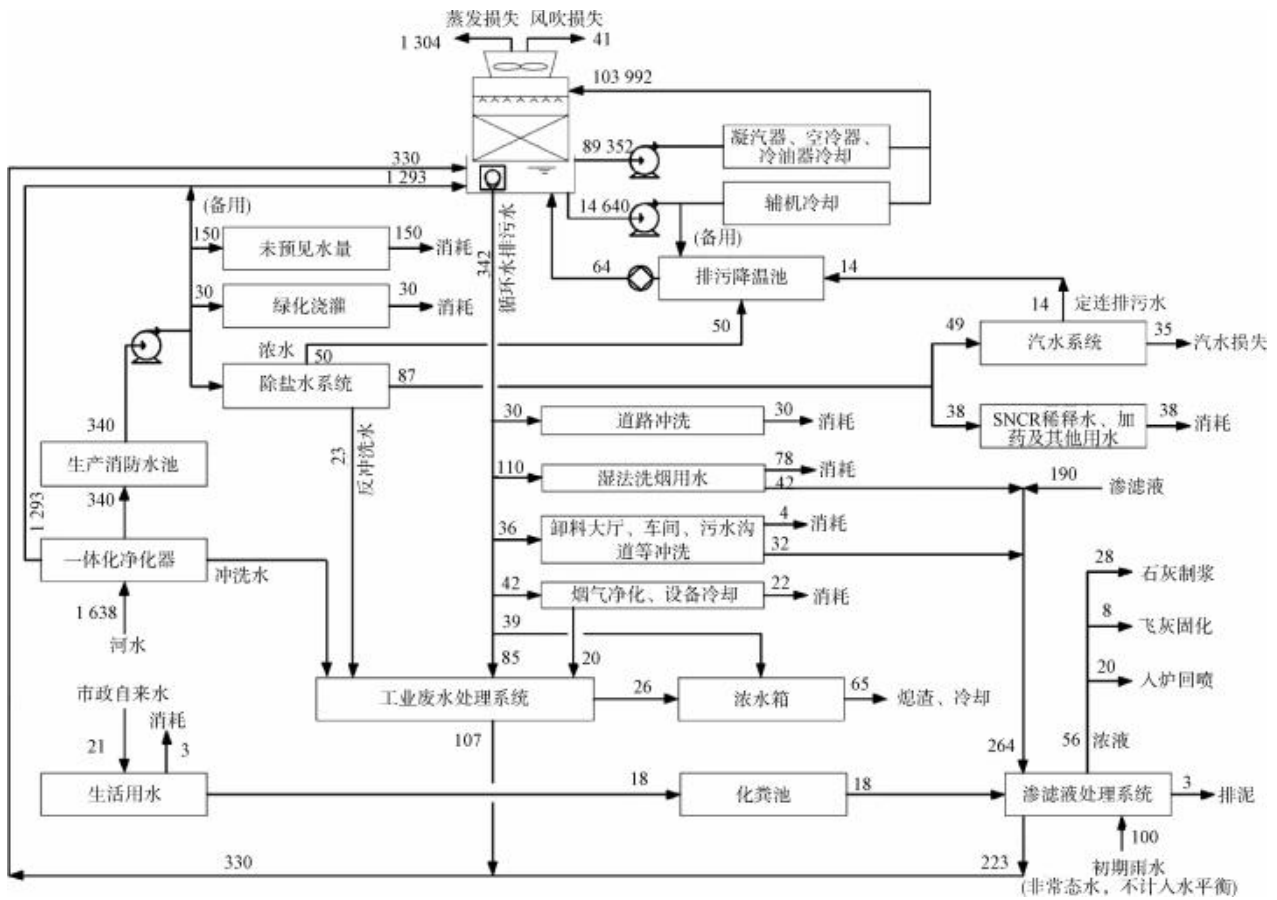 蒸发损失 风吹损失
1 304
41
103 992
凝汽器、空冷器、
冷油器冷却
89 352
330
1 293
(备用)
14 640
辅机冷却
(备用)
150
未预见水量
150
消耗
342
循环水排污水
64
排污降温池
14
30
绿化浇灌
30
消耗
50
14
定连排污水
浓水
50
49
汽水系统
35
汽水损失
除盐水系统
87
340
23
反冲洗水
30
道路冲洗
30
消耗
38
SNCR稀释水、加
药及其他用水
38
消耗
生产消防水池
110
湿法洗烟用水
78
消耗
42
190
渗滤液
1 293
340
36
卸料大厅、车间、污水沟
道等冲洗
4
消耗
32
一体化净化器
冲洗水
28
石灰制浆
42
烟气净化、设备冷却
22
消耗
1 638
河水
39
8
飞灰固化
85
20
20
入炉回喷
市政自来水
消耗
工业废水处理系统
26
浓水箱
65
熄渣、冷却
21
3
107
264
56
浓液
生活用水
18
化粪池
18
渗滤液处理系统
3
排泥
100
330
223
初期雨水
(非常态水，不计入水平衡)